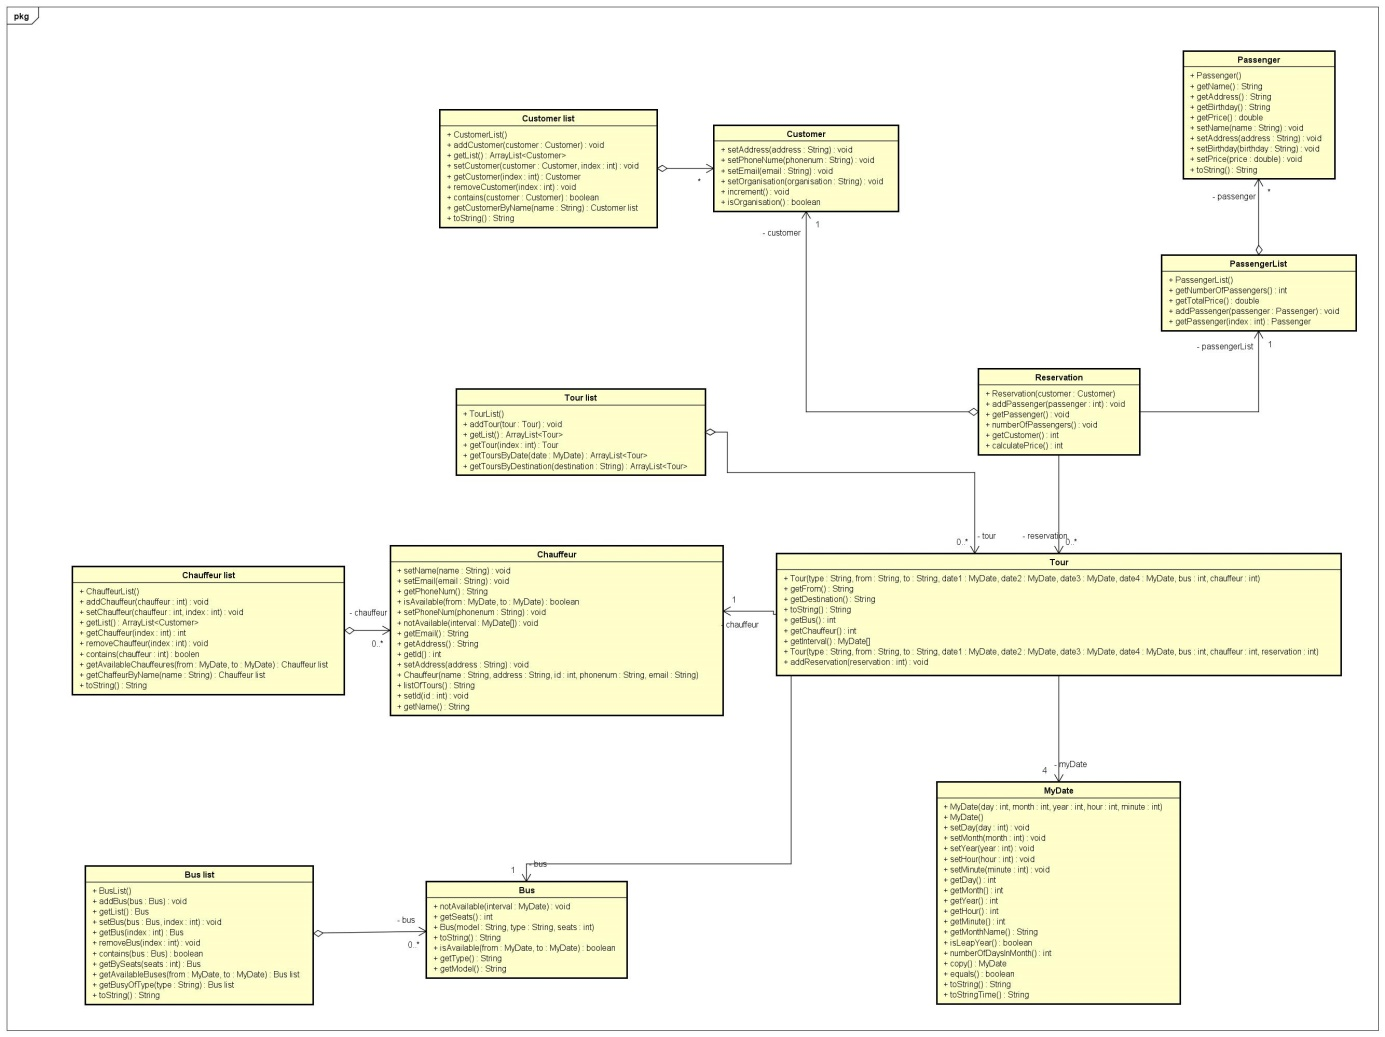 pkg
Passenger
+ Passenger()
+ getName() : String
+ getAddress() : String
+ getBirthday() : String
+ getPrice() : double
+ setName(name : String) : void
+ setAddress(address : String) : void
+ setBirthday(birthday : String) : void
+ setPrice(price : double) : void
+ toString() : String
Customer list
+ CustomerList()
+ addCustomer(customer : Customer) : void
+ getList() : ArrayList<Customer>
+ setCustomer(customer : Customer, index : int) : void
+ getCustomer(index : int) : Customer
+ removeCustomer(index : int) : void
+ contains(customer : Customer) : boolean
+ getCustomerByName(name : String) : Customer list
+ toString() : String
*
Customer
+ setAddress(address : String) : void
+ setPhoneNume(phonenum : String) : void
+ setEmail(email : String) : void
+ setOrganisation(organisation : String) : void
+ increment() : void
+ isOrganisation() : boolean
- customer
1
- passenger
*
PassengerList
+ PassengerList()
+ getNumberOfPassengers() : int
+ getTotalPrice() : double
+ addPassenger(passenger : Passenger) : void
+ getPassenger(index : int) : Passenger
- passengerList
1
Reservation
+ Reservation(customer : Customer)
+ addPassenger(passenger : int) : void
+ getPassenger() : void
+ numberOfPassengers() : void
+ getCustomer() : int
+ calculatePrice() : int
Tour list
+ TourList()
+ addTour(tour : Tour) : void
+ getList() : ArrayList<Tour>
+ getTour(index : int) : Tour
+ getToursByDate(date : MyDate) : ArrayList<Tour>
+ getToursByDestination(destination : String) : ArrayList<Tour>
- tour
0..*
- reservation
0..*
Tour
+ Tour(type : String, from : String, to : String, date1 : MyDate, date2 : MyDate, date3 : MyDate, date4 : MyDate, bus : int, chauffeur : int)
+ getFrom() : String
+ getDestination() : String
+ toString() : String
+ getBus() : int
+ getChauffeur() : int
+ getInterval() : MyDate[]
+ Tour(type : String, from : String, to : String, date1 : MyDate, date2 : MyDate, date3 : MyDate, date4 : MyDate, bus : int, chauffeur : int, reservation : int)
+ addReservation(reservation : int) : void
Chauffeur list
+ ChauffeurList()
+ addChauffeur(chauffeur : int) : void
+ setChauffeur(chauffeur : int, index : int) : void
+ getList() : ArrayList<Customer>
+ getChauffeur(index : int) : int
+ removeChauffeur(index : int) : void
+ contains(chauffeur : int) : boolen
+ getAvailableChauffeures(from : MyDate, to : MyDate) : Chauffeur list
+ getChaffeurByName(name : String) : Chauffeur list
+ toString() : String
- chauffeur
0..*
Chauffeur
+ setName(name : String) : void
+ setEmail(email : String) : void
+ getPhoneNum() : String
+ isAvailable(from : MyDate, to : MyDate) : boolean
+ setPhoneNum(phonenum : String) : void
+ notAvailable(interval : MyDate[]) : void
+ getEmail() : String
+ getAddress() : String
+ getId() : int
+ setAddress(address : String) : void
+ Chauffeur(name : String, address : String, id : int, phonenum : String, email : String)
+ listOfTours() : String
+ setId(id : int) : void
+ getName() : String
1
- chauffeur
- myDate
4
MyDate
+ MyDate(day : int, month : int, year : int, hour : int, minute : int)
+ MyDate()
+ setDay(day : int) : void
+ setMonth(month : int) : void
+ setYear(year : int) : void
+ setHour(hour : int) : void
+ setMinute(minute : int) : void
+ getDay() : int
+ getMonth() : int
+ getYear() : int
+ getHour() : int
+ getMinute() : int
+ getMonthName() : String
+ isLeapYear() : boolean
+ numberOfDaysInMonth() : int
+ copy() : MyDate
+ equals() : boolean
+ toString() : String
+ toStringTime() : String
Bus list
+ BusList()
+ addBus(bus : Bus) : void
+ getList() : Bus
+ setBus(bus : Bus, index : int) : void
+ getBus(index : int) : Bus
+ removeBus(index : int) : void
+ contains(bus : Bus) : boolean
+ getBySeats(seats : int) : Bus
+ getAvailableBuses(from : MyDate, to : MyDate) : Bus list
+ getBusyOfType(type : String) : Bus list
+ toString() : String
- bus
0..*
- bus
1
Bus
+ notAvailable(interval : MyDate) : void
+ getSeats() : int
+ Bus(model : String, type : String, seats : int)
+ toString() : String
+ isAvailable(from : MyDate, to : MyDate) : boolean
+ getType() : String
+ getModel() : String